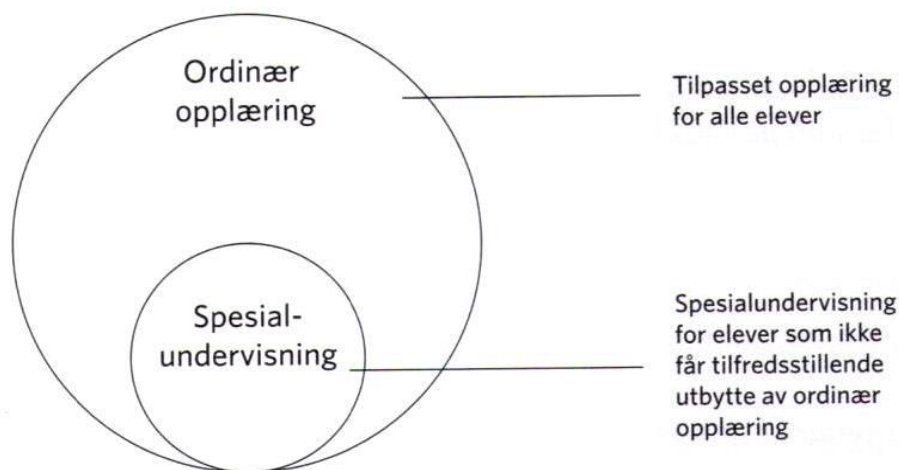 Ordinær
opplæring
Tilpasset opplæring
for alle elever
Spesial-
undervisning
Spesialundervisning
for elever som ikke
får tilfredsstillende
utbytte av ordinær
opplæring